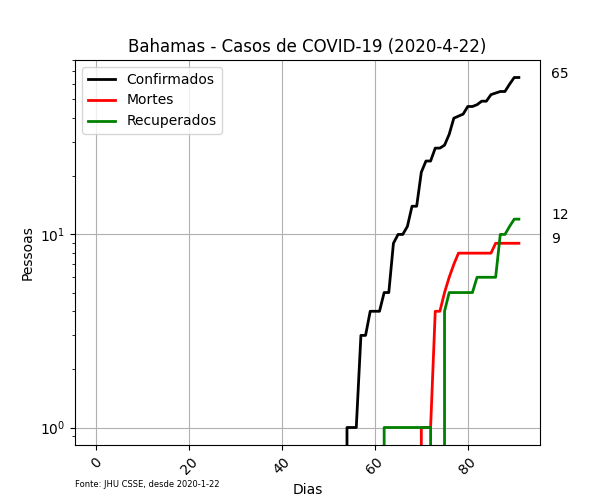 Bahamas - Casos de COVID-19 (2020-4-22)
Confirmados
Mortes
Recuperados
65
12
9
10¹
10⁰
Pessoas
0
20
40
60
80
Dias
Fonte: JHU CSSE, desde 2020-1-22